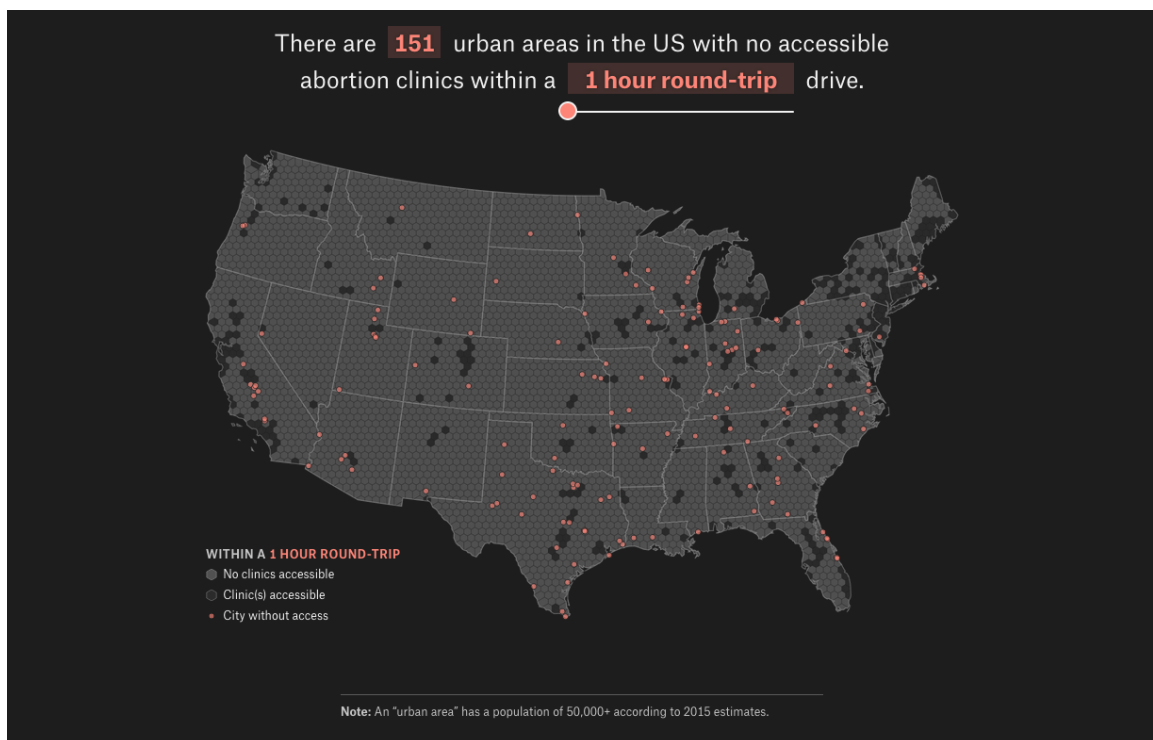 There are 151 urban areas in the US with no accessible
abortion clinics within a 1 hour round-trip drive.
WITHIN A 1 HOUR ROUND-TRIP
No clinics accessible
Clinic(s) accessible
City without access
Note: An “urban area” has a population of 50,000+ according to 2015 estimates.